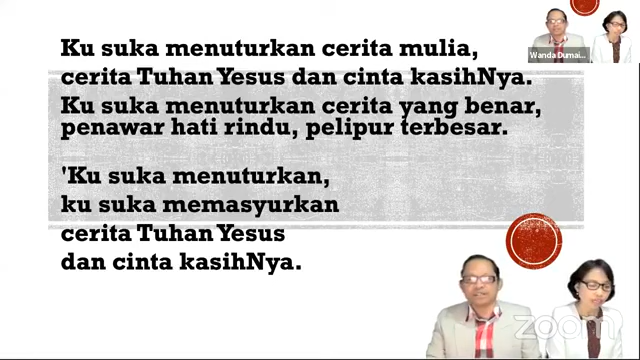 Ku suka menuturkan cerita mulia,
cerita Tuhan Yesus dan cinta kasihNya.
Ku suka menuturkan cerita yang benar,
penawar hati rindu, pelipur terbesar.
'Ku suka menuturkan,
ku suka memasyurkan
cerita Tuhan Yesus
dan cinta kasihNya.
Wanda Dumai...
zoom